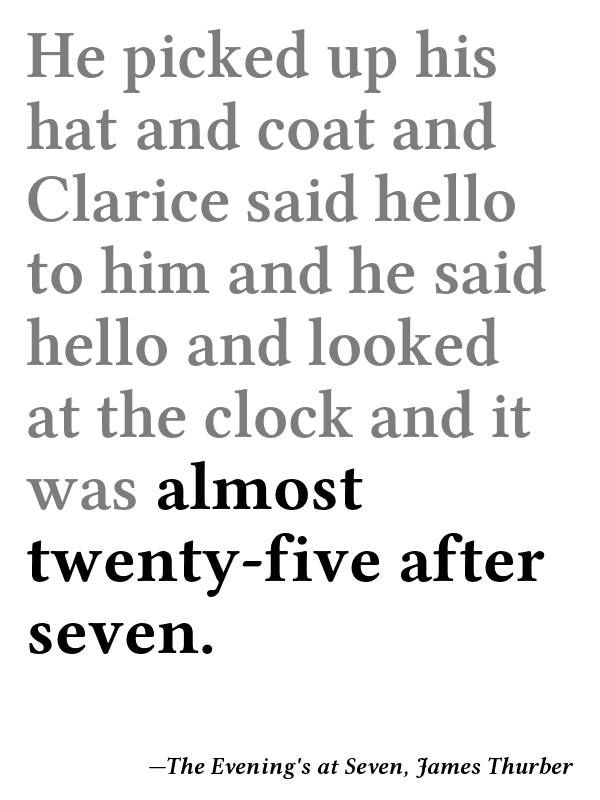 He picked up his
hat and coat and
Clarice said hello
to him and he said
hello and looked
at the clock and it
was almost
twenty-five after
seven.
—The Evening's at Seven, James Thurber